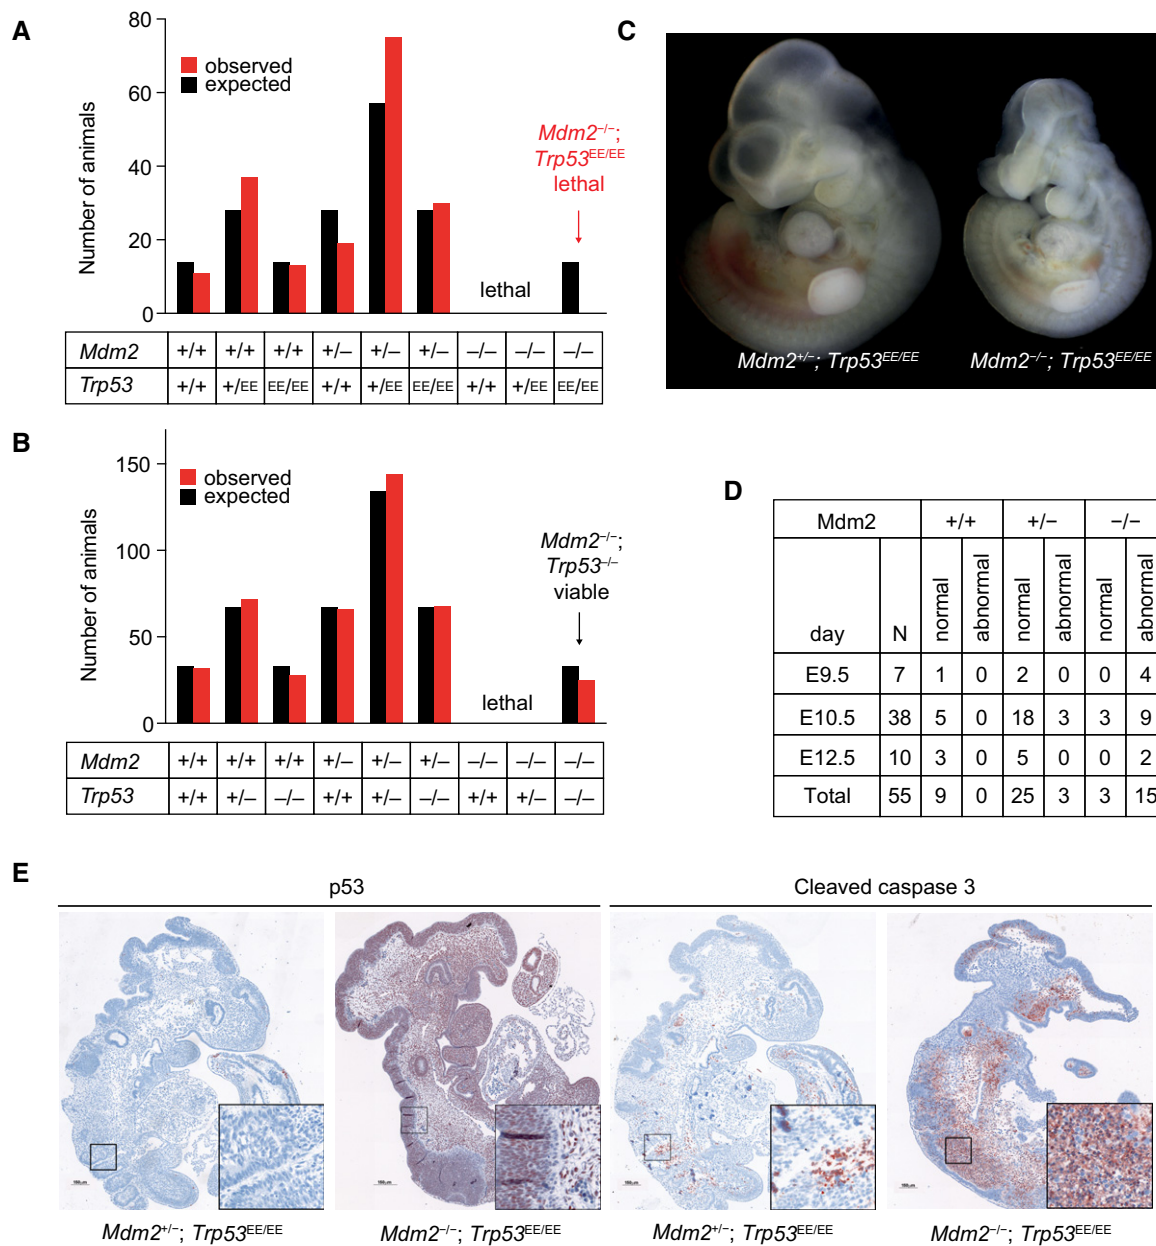 A
80
60
40
20
0
Number of animals
observed
expected
Mdm2–/–;
Trp53EE/EE
lethal
lethal
Mdm2 +/+ +/+ +/+ +/– +/– +/– –/– –/– –/–
Trp53 +/+ +/EE EE/EE +/+ +/EE EE/EE +/+ +/EE EE/EE
B
150
100
50
0
Number of animals
observed
expected
Mdm2–/–;
Trp53–/–
viable
lethal
Mdm2 +/+ +/+ +/+ +/– +/– +/– –/– –/– –/–
Trp53 +/+ +/– –/– +/+ +/– –/– +/+ +/– –/–
C
Mdm2+/–; Trp53EE/EE
Mdm2–/–; Trp53EE/EE
D
Mdm2 +/+ +/– –/–
day N normal abnormal normal abnormal normal abnormal
E9.5 7 1 0 2 0 0 4
E10.5 38 5 0 18 3 3 9
E12.5 10 3 0 5 0 0 2
Total 55 9 0 25 3 3 15
E
p53
Cleaved caspase 3
Mdm2+/–; Trp53EE/EE
Mdm2–/–; Trp53EE/EE
Mdm2+/–; Trp53EE/EE
Mdm2–/–; Trp53EE/EE